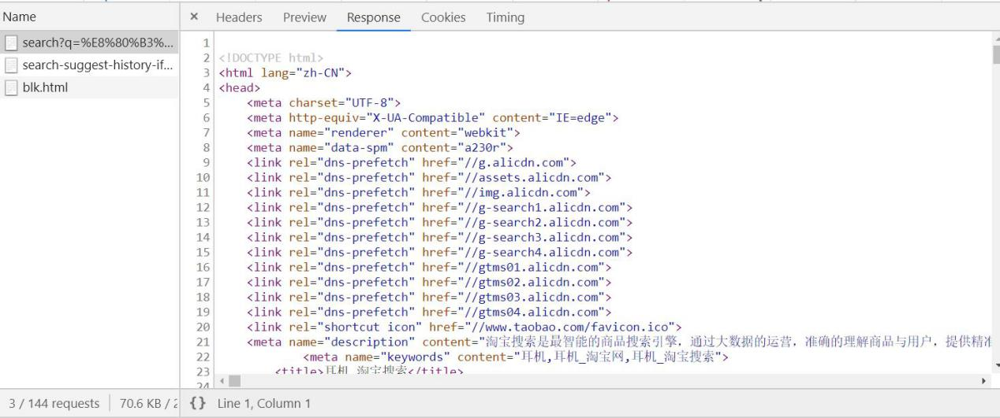 Name
× Headers Preview Response Cookies Timing
search?q=%E8%80%B3%...
search-suggest-history-if...
blk.html
1
2 <!DOCTYPE html>
3 <html lang="zh-CN">
4 <head>
5 <meta charset="UTF-8">
6 <meta http-equiv="X-UA-Compatible" content="IE=edge">
7 <meta name="renderer" content="webkit">
8 <meta name="data-spm" content="a230r">
9 <link rel="dns-prefetch" href="//g.alicdn.com">
10 <link rel="dns-prefetch" href="//assets.alicdn.com">
11 <link rel="dns-prefetch" href="//img.alicdn.com">
12 <link rel="dns-prefetch" href="//g-search1.alicdn.com">
13 <link rel="dns-prefetch" href="//g-search2.alicdn.com">
14 <link rel="dns-prefetch" href="//g-search3.alicdn.com">
15 <link rel="dns-prefetch" href="//g-search4.alicdn.com">
16 <link rel="dns-prefetch" href="//gtms01.alicdn.com">
17 <link rel="dns-prefetch" href="//gtms02.alicdn.com">
18 <link rel="dns-prefetch" href="//gtms03.alicdn.com">
19 <link rel="dns-prefetch" href="//gtms04.alicdn.com">
20 <link rel="shortcut icon" href="//www.taobao.com/favicon.ico">
21 <meta name="description" content="淘宝搜索是最智能的商品搜索引擎，通过大数据的运营，准确的理解商品与用户，提供精准
22 <meta name="keywords" content="耳机,耳机_淘宝网,耳机_淘宝搜索">
23 <title>耳机_淘宝搜索</title>
24
3 / 144 requests 70.6 KB / 2
{} Line 1, Column 1